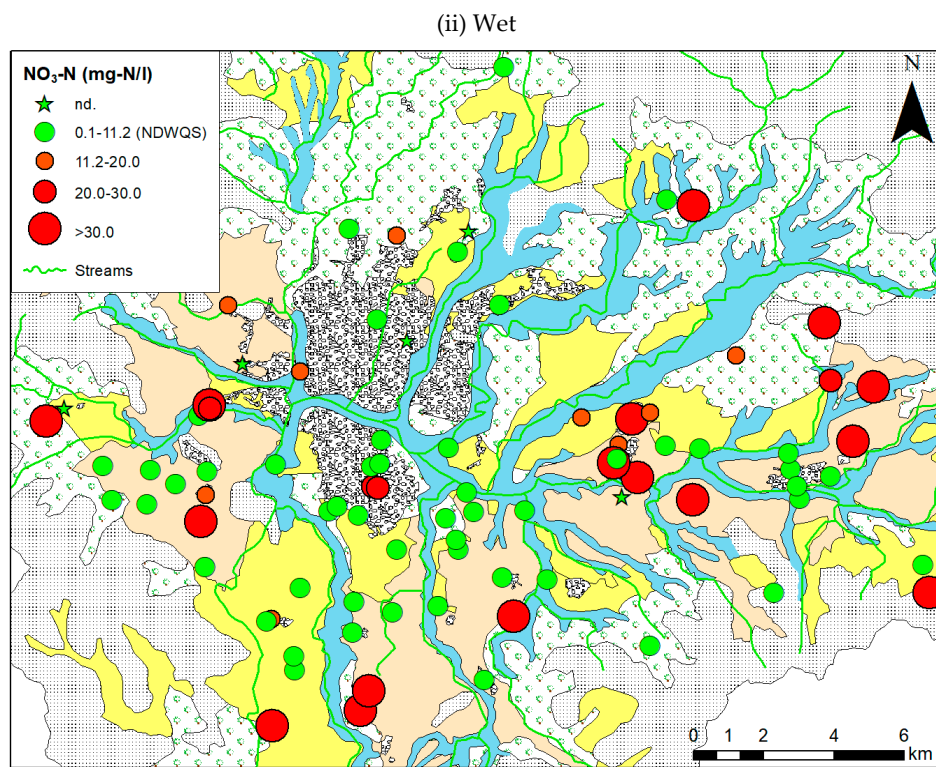 (ii) Wet
NO₃-N (mg-N/l)
nd.
0.1-11.2 (NDWQS)
11.2-20.0
20.0-30.0
>30.0
Streams
N
0 2 4 6
km